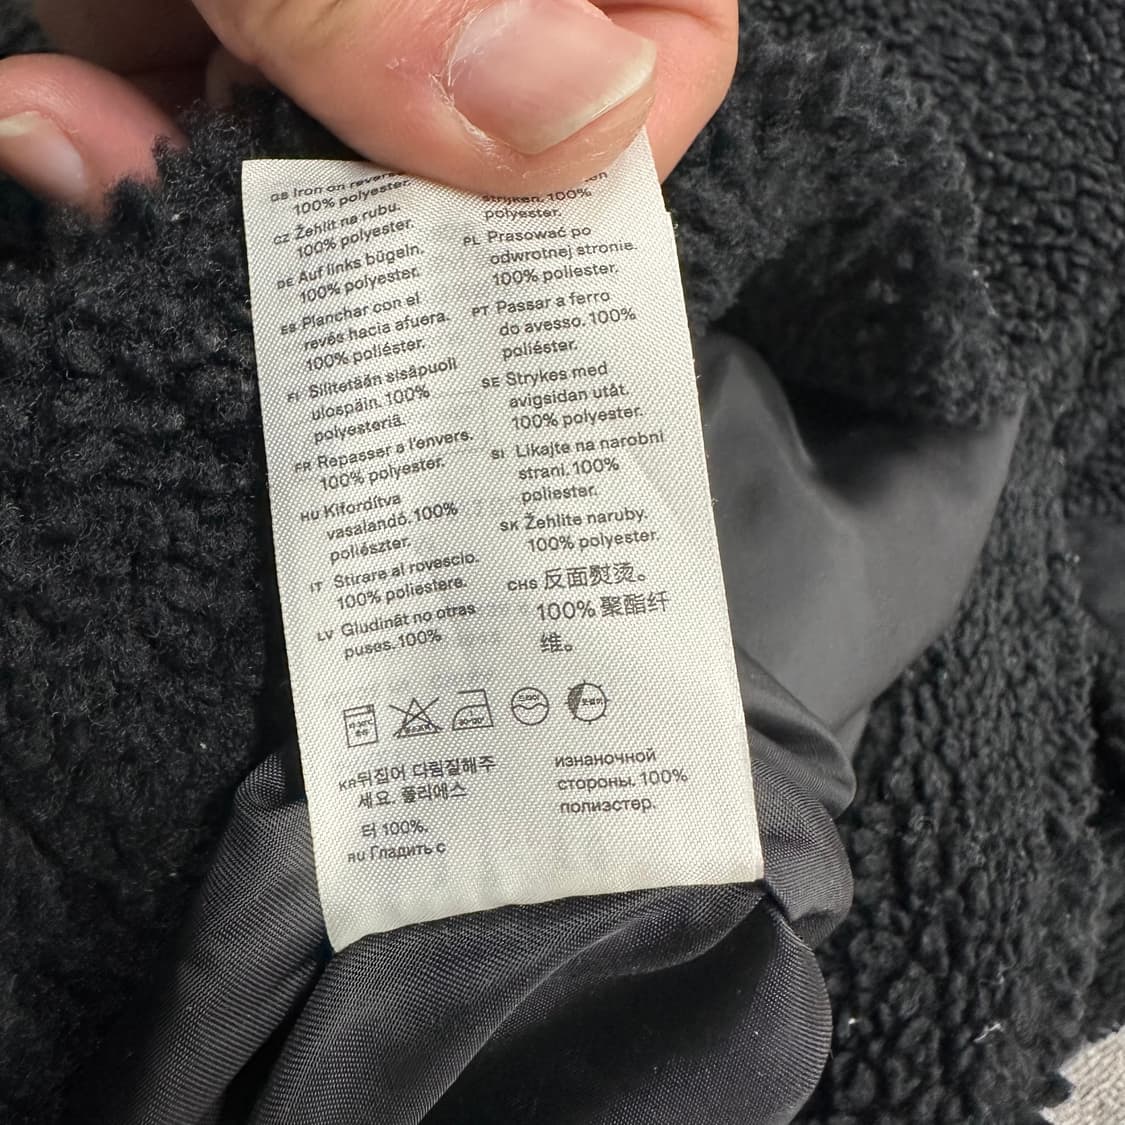 GB Iron on reverse
100% polyester.
CZ Žehlit na rubu.
100% polyester.
DE Auf links bügeln.
100% polyester.
ES Planchar con el
revés hacia afuera.
100% poliéster.
FI Silitetään sisäpuoli
ulospäin. 100%
polyesteriä.
FR Repasser a l'envers.
100% polyester.
HU Kifordítva
vasalandó. 100%
poliészter.
IT Stirare al rovescio.
100% poliestere.
LV Gludināt no otras
puses. 100%
strijken. 100%
polyester.
PL Prasować po
odwrotnej stronie.
100% poliester.
PT Passar a ferro
do avesso. 100%
poliéster.
SE Strykes med
avigsidan utåt.
100% polyester.
SI Likajte na narobni
strani. 100%
poliester.
SK Žehlite naruby.
100% polyester.
CHS 反面熨烫。
100% 聚酯纤
维。
KR 뒤집어 다림질해주
세요. 폴리에스
터 100%.
RU Гладить с
изнаночной
стороны. 100%
полиэстер.